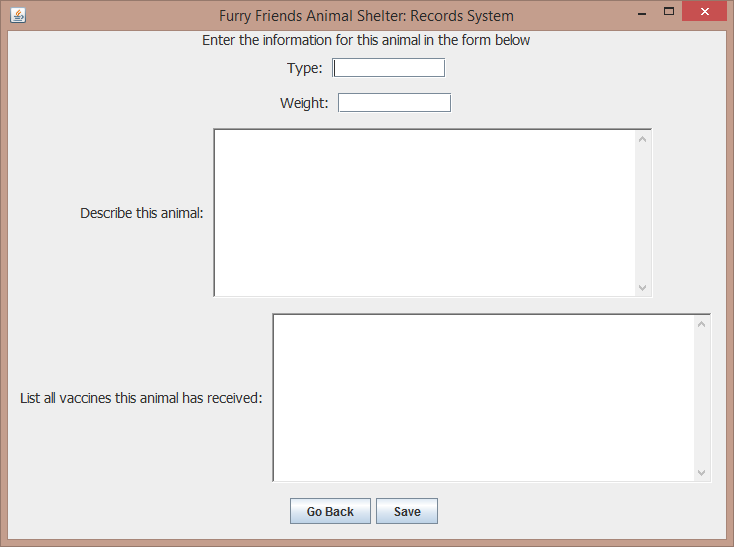 Furry Friends Animal Shelter: Records System
Enter the information for this animal in the form below
Type:
Weight:
Describe this animal:
List all vaccines this animal has received:
Go Back Save